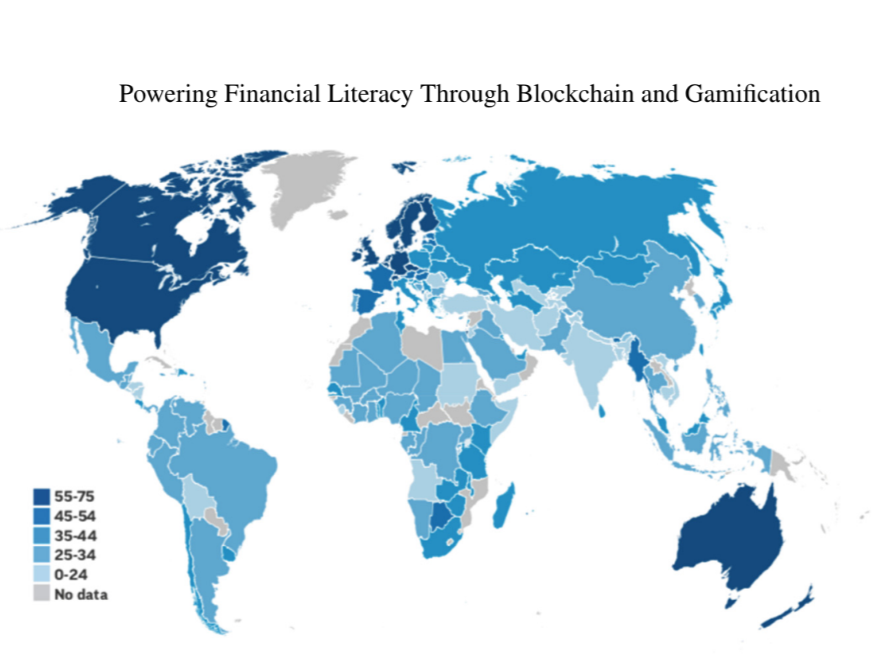 Powering Financial Literacy Through Blockchain and Gamification
55-75
45-54
35-44
25-34
0-24
No data